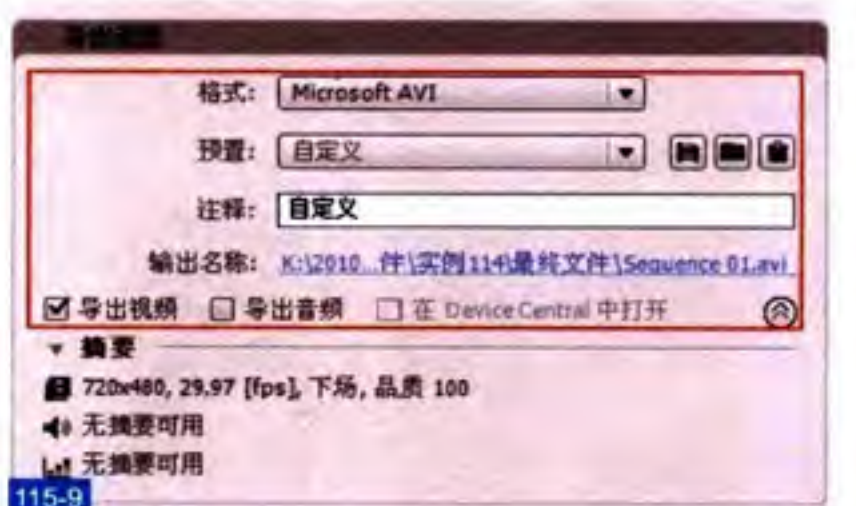 格式: Microsoft AVI
预置: 自定义
注释: 自定义
输出名称: K:\2010...件\实例114\最终文件\Sequence 01.avi
导出视频 导出音频 在 Device Central 中打开
摘要
720x480, 29.97 [fps], 下场, 品质 100
无摘要可用
无摘要可用
115-9